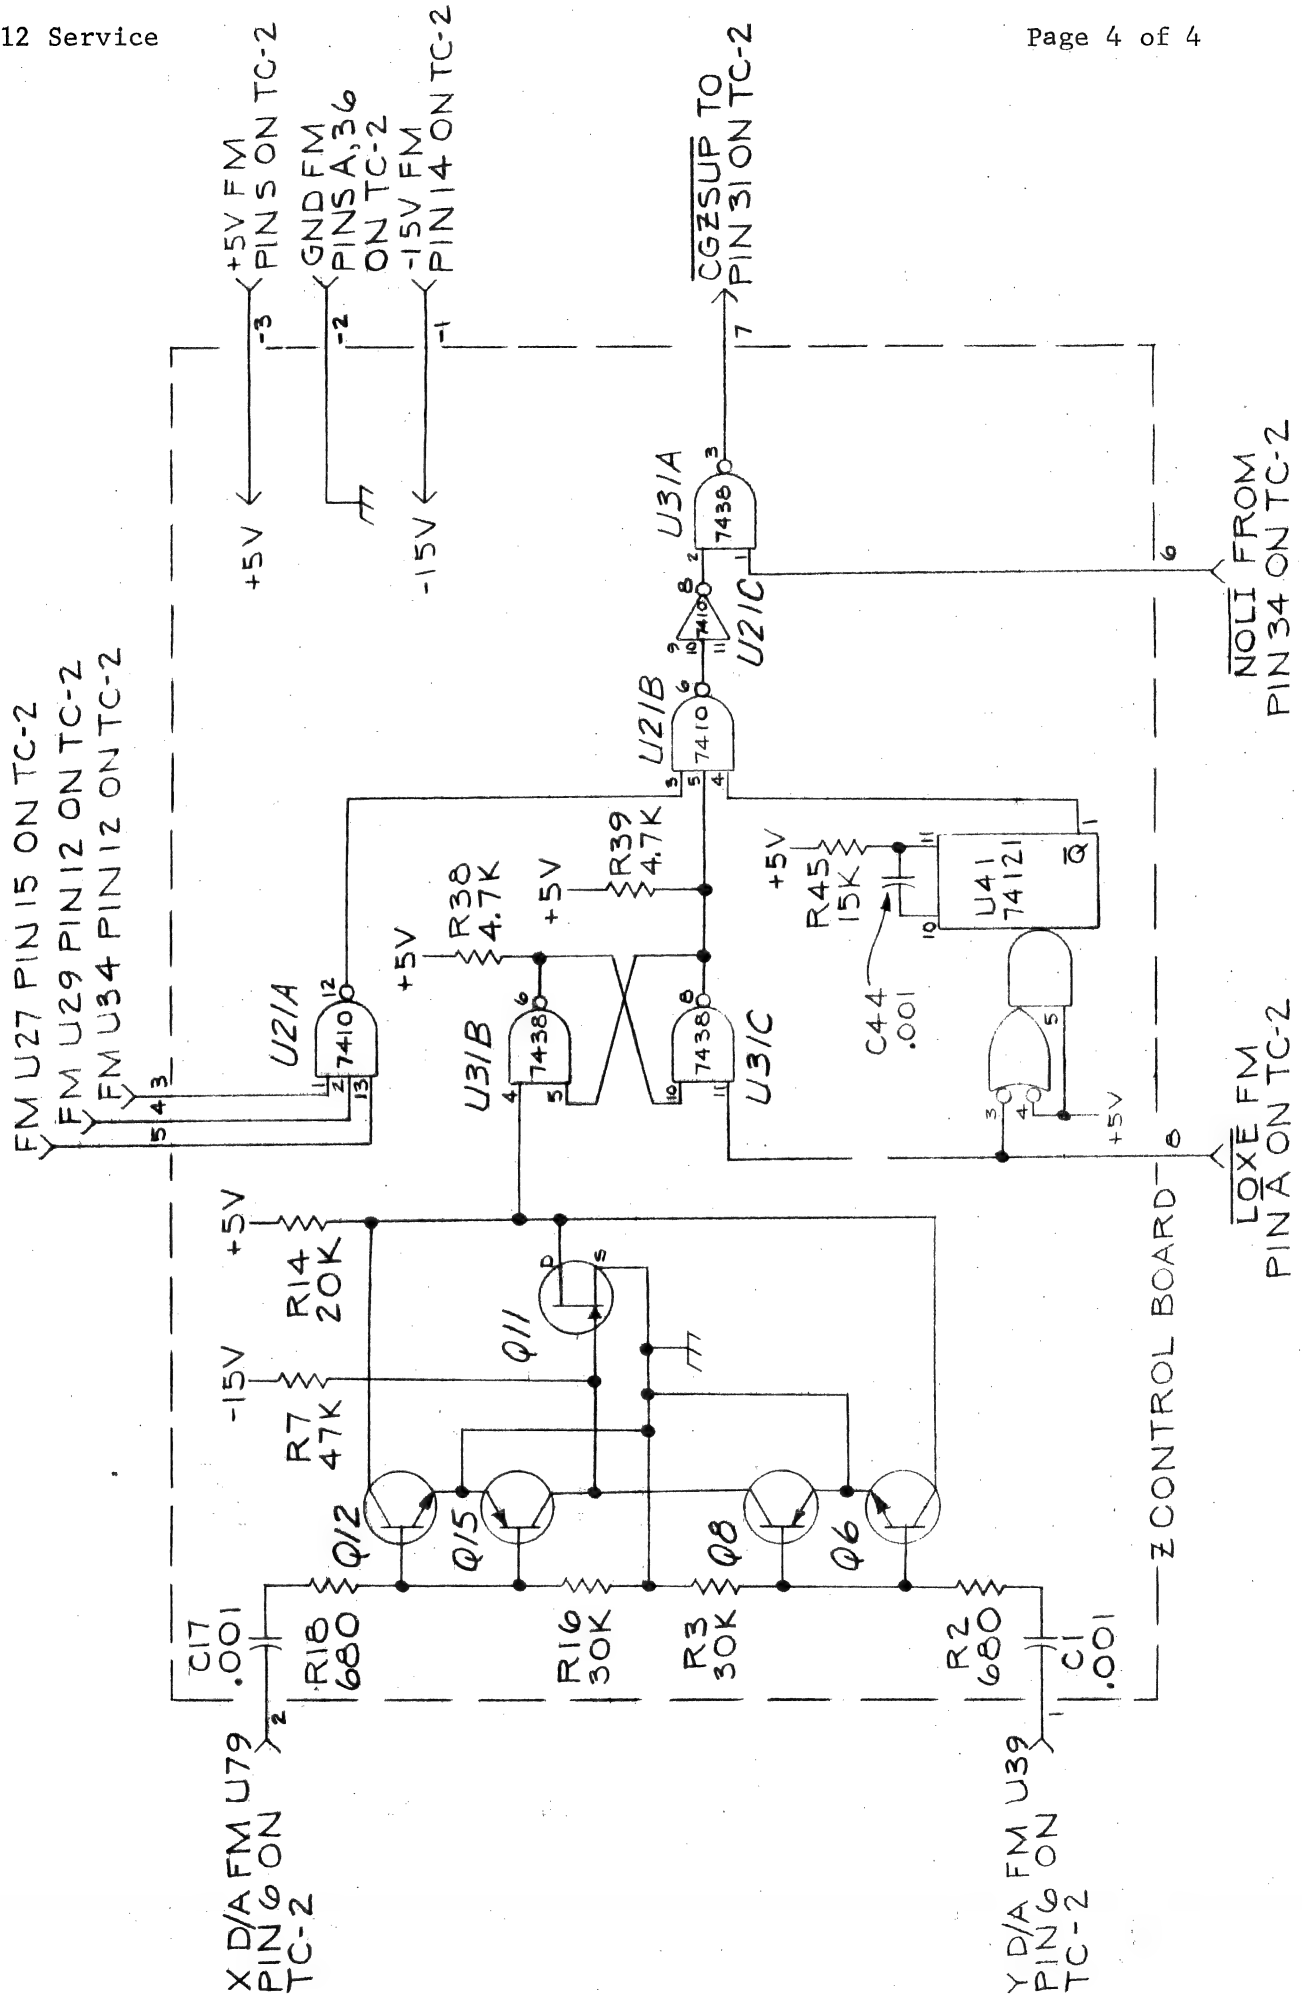 12 Service
Page 4 of 4
+5V FM
PIN 5 ON TC-2
GND FM
PINS A, 36
ON TC-2
-15V FM
PIN 14 ON TC-2
CGZSUP TO
PIN 31 ON TC-2
-3
-2
-1
7
+5V
-15V
FM U27 PIN 15 ON TC-2
FM U29 PIN 12 ON TC-2
FM U34 PIN 12 ON TC-2
5
4
3
U21A
7410
1
2
13
12
U31A
7438
2
1
3
U21C
7410
9
10
11
8
U21B
7410
3
5
4
6
NOLI FROM
PIN 34 ON TC-2
6
+5V
R38
4.7K
+5V
R39
4.7K
+5V
R45
15K
C44
.001
U41
74121
Q
11
10
1
5
3
4
+5V
U31B
7438
4
5
6
U31C
7438
10
11
8
LOXE FM
PIN A ON TC-2
8
+5V
R14
20K
-15V
R7
47K
Q11
D
S
Q12
Q15
Q8
Q6
Z CONTROL BOARD
C17
.001
R18
680
R16
30K
R3
30K
R2
680
C1
.001
2
1
X D/A FM U79
PIN 6 ON
TC-2
Y D/A FM U39
PIN 6 ON
TC-2